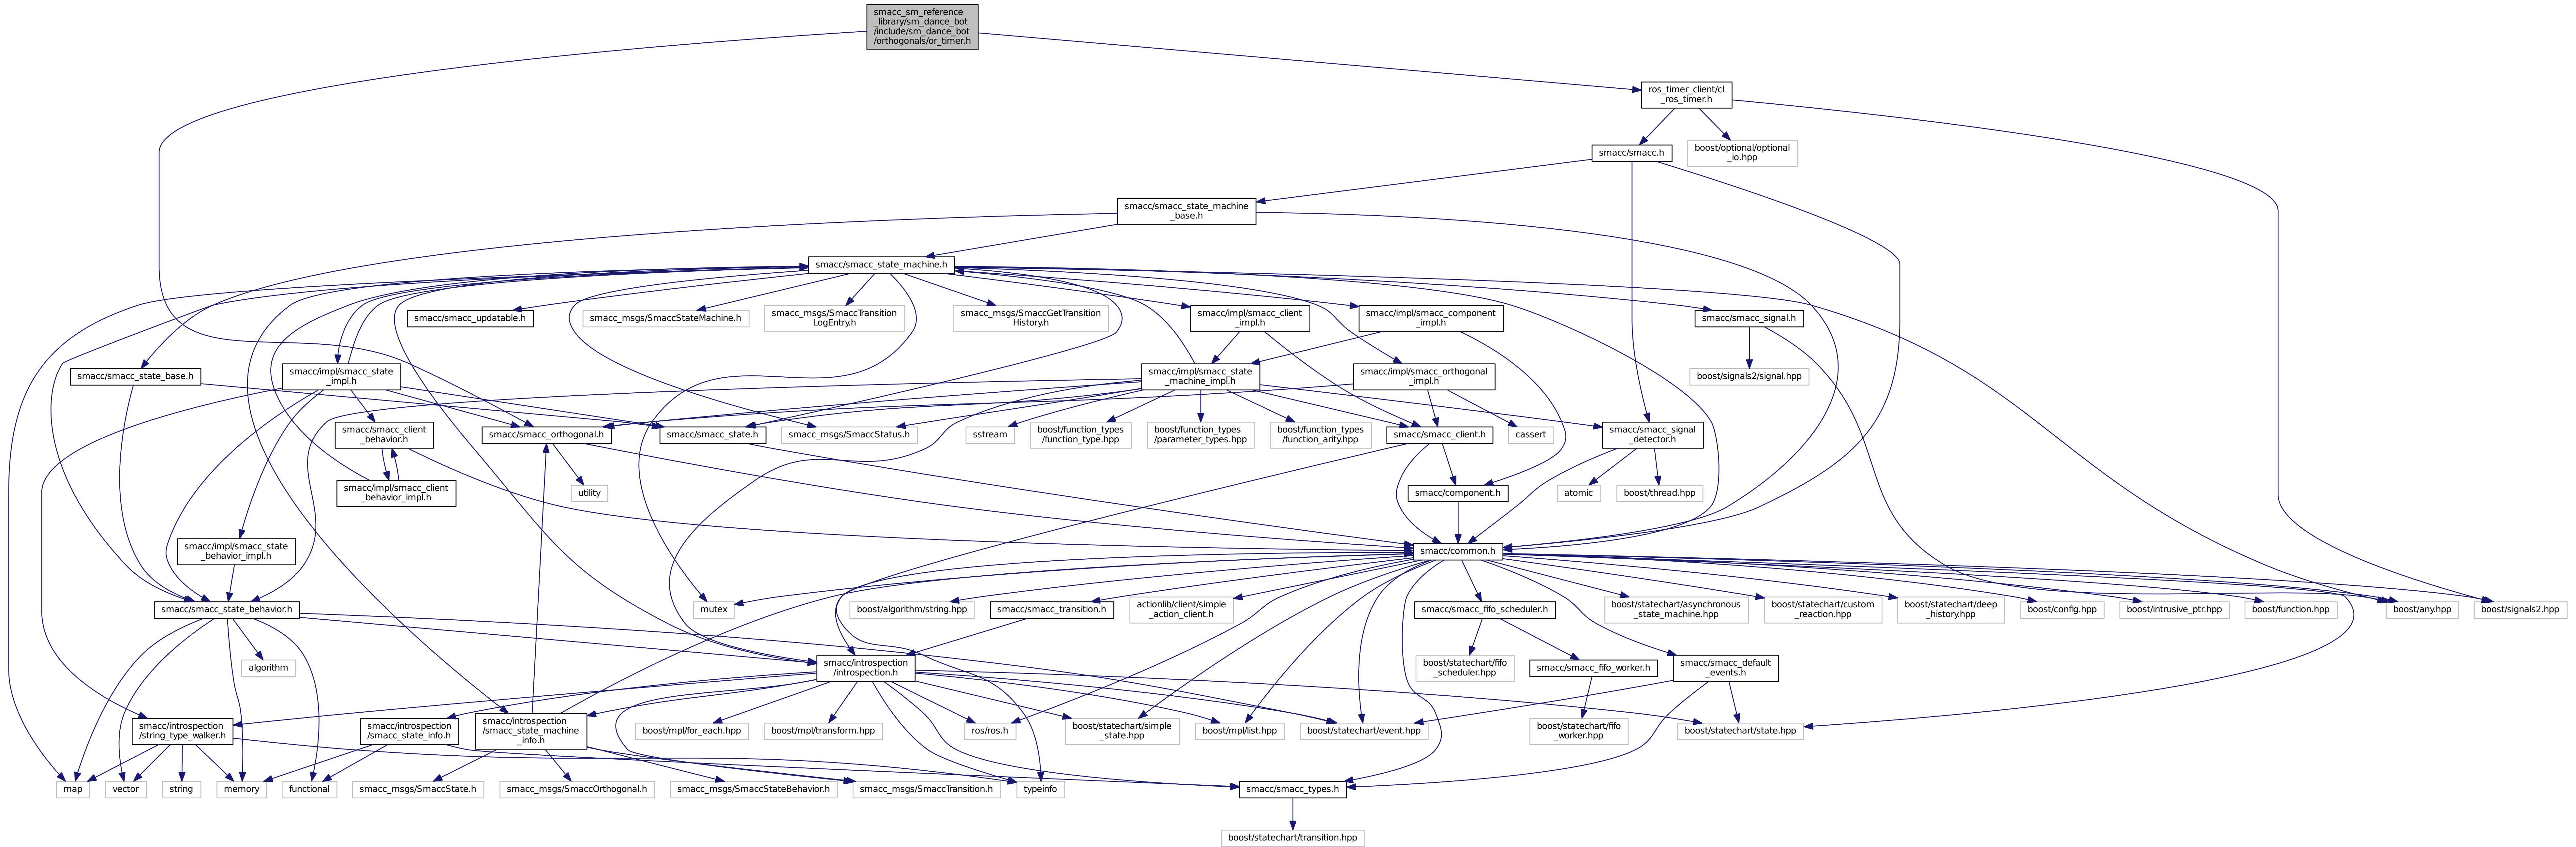 smacc_sm_reference
_library/sm_dance_bot
/include/sm_dance_bot
/orthogonals/or_timer.h
ros_timer_client/cl
_ros_timer.h
smacc/smacc.h
boost/optional/optional
_io.hpp
smacc/smacc_state_machine
_base.h
smacc/smacc_state_machine.h
smacc/smacc_updatable.h
smacc_msgs/SmaccStateMachine.h
smacc_msgs/SmaccTransition
LogEntry.h
smacc_msgs/SmaccGetTransition
History.h
smacc/impl/smacc_client
_impl.h
smacc/impl/smacc_component
_impl.h
smacc/smacc_signal.h
smacc/smacc_state_base.h
smacc/impl/smacc_state
_impl.h
smacc/impl/smacc_state
_machine_impl.h
smacc/impl/smacc_orthogonal
_impl.h
boost/signals2/signal.hpp
smacc/smacc_client
_behavior.h
smacc/smacc_orthogonal.h
smacc/smacc_state.h
smacc_msgs/SmaccStatus.h
sstream
boost/function_types
/function_type.hpp
boost/function_types
/parameter_types.hpp
boost/function_types
/function_arity.hpp
smacc/smacc_client.h
cassert
smacc/smacc_signal
_detector.h
smacc/impl/smacc_client
_behavior_impl.h
utility
smacc/component.h
atomic
boost/thread.hpp
smacc/impl/smacc_state
_behavior_impl.h
smacc/common.h
smacc/smacc_state_behavior.h
mutex
boost/algorithm/string.hpp
smacc/smacc_transition.h
actionlib/client/simple
_action_client.h
smacc/smacc_fifo_scheduler.h
boost/statechart/asynchronous
_state_machine.hpp
boost/statechart/custom
_reaction.hpp
boost/statechart/deep
_history.hpp
boost/config.hpp
boost/intrusive_ptr.hpp
boost/function.hpp
boost/any.hpp
boost/signals2.hpp
algorithm
smacc/introspection
/introspection.h
boost/statechart/fifo
_scheduler.hpp
smacc/smacc_fifo_worker.h
smacc/smacc_default
_events.h
smacc/introspection
/string_type_walker.h
smacc/introspection
/smacc_state_info.h
smacc/introspection
/smacc_state_machine
_info.h
boost/mpl/for_each.hpp
boost/mpl/transform.hpp
ros/ros.h
boost/statechart/simple
_state.hpp
boost/mpl/list.hpp
boost/statechart/event.hpp
boost/statechart/fifo
_worker.hpp
boost/statechart/state.hpp
map
vector
string
memory
functional
smacc_msgs/SmaccState.h
smacc_msgs/SmaccOrthogonal.h
smacc_msgs/SmaccStateBehavior.h
smacc_msgs/SmaccTransition.h
typeinfo
smacc/smacc_types.h
boost/statechart/transition.hpp